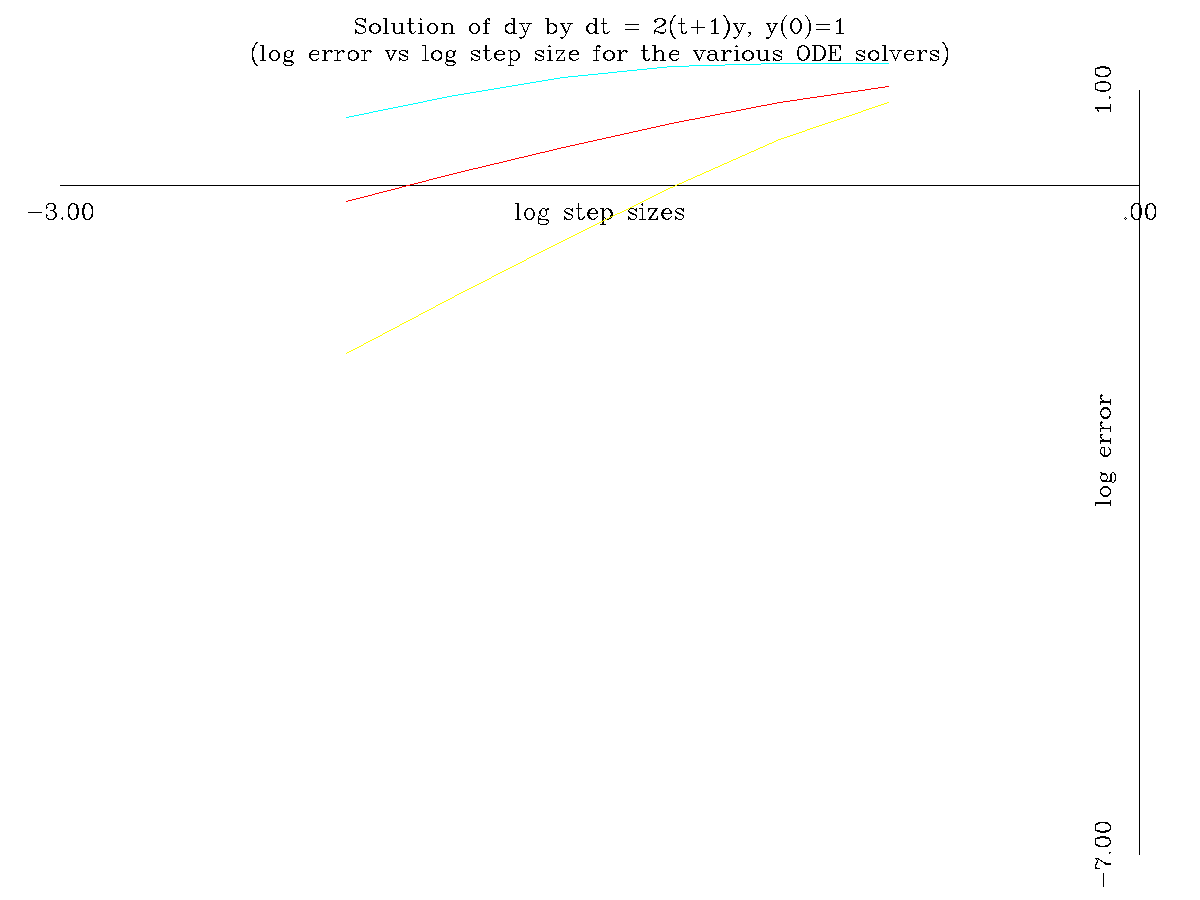 Solution of dy by dt = 2(t+1)y, y(0)=1
(log error vs log step size for the various ODE solvers)
1.00
-3.00
log step sizes
.00
log error
-7.00